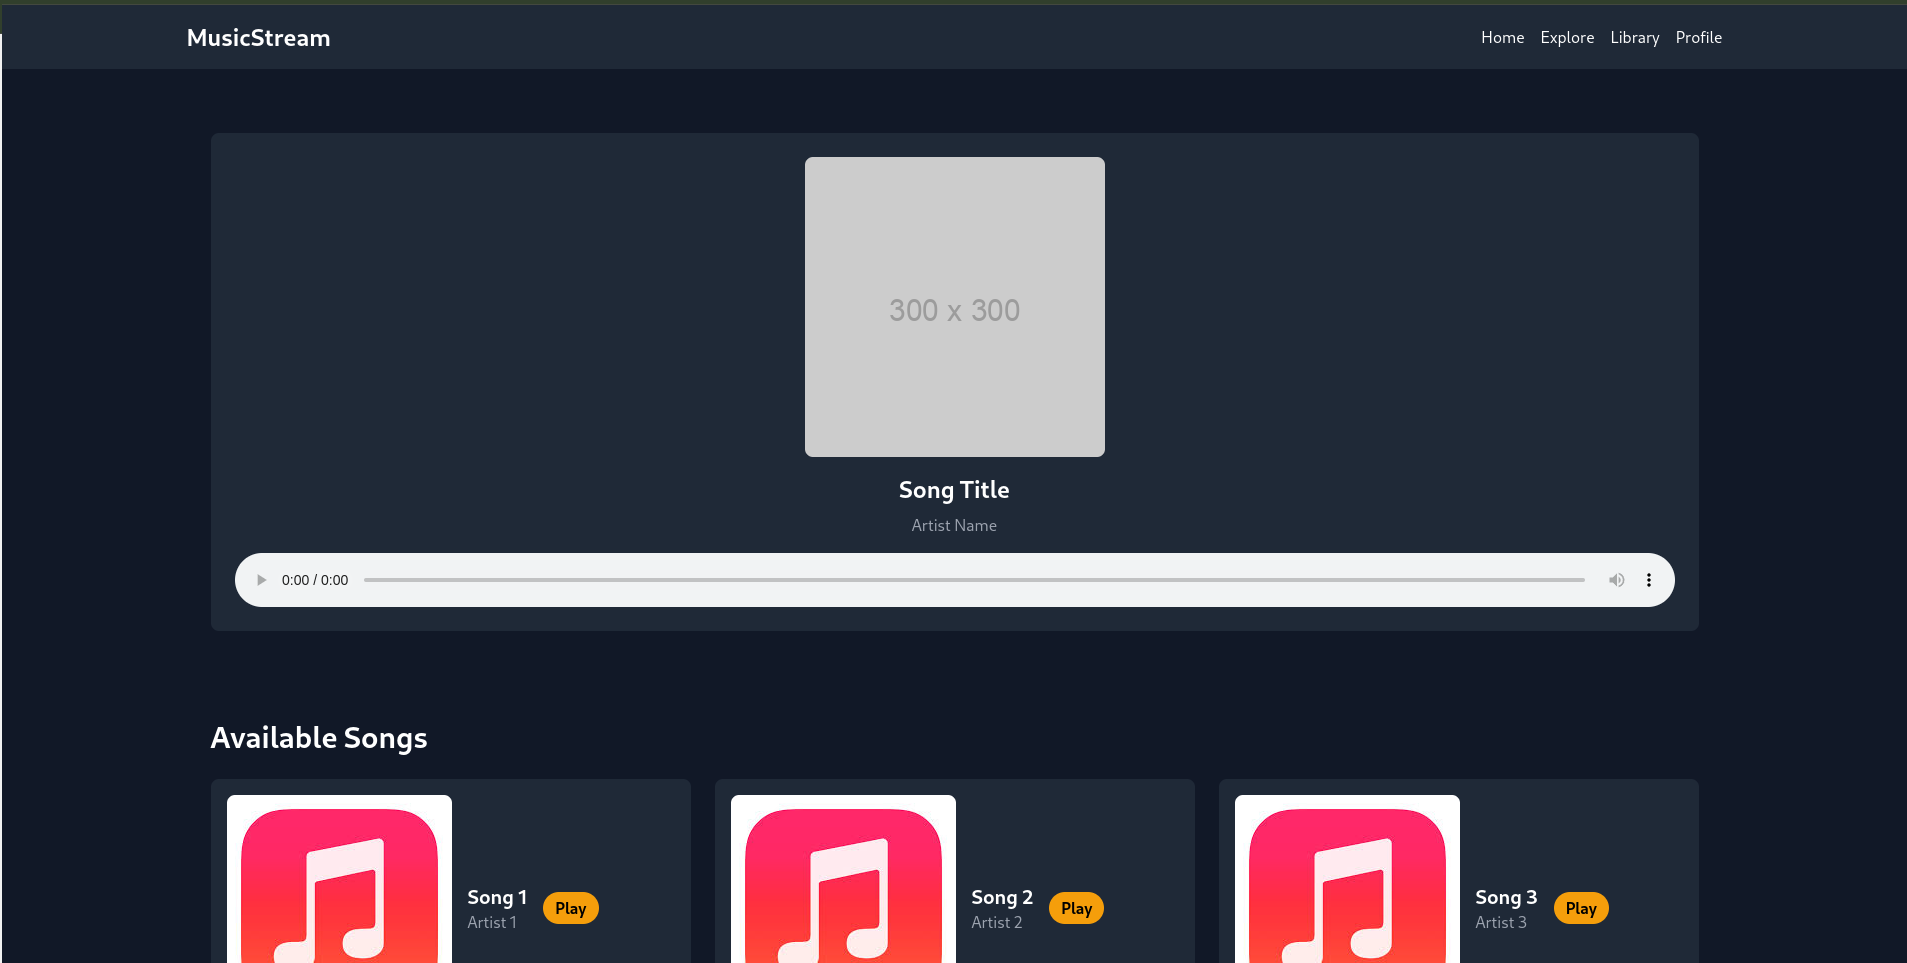 MusicStream
Home Explore Library Profile
300 x 300
Song Title
Artist Name
0:00 / 0:00
Available Songs
Song 1
Artist 1
Play
Song 2
Artist 2
Play
Song 3
Artist 3
Play